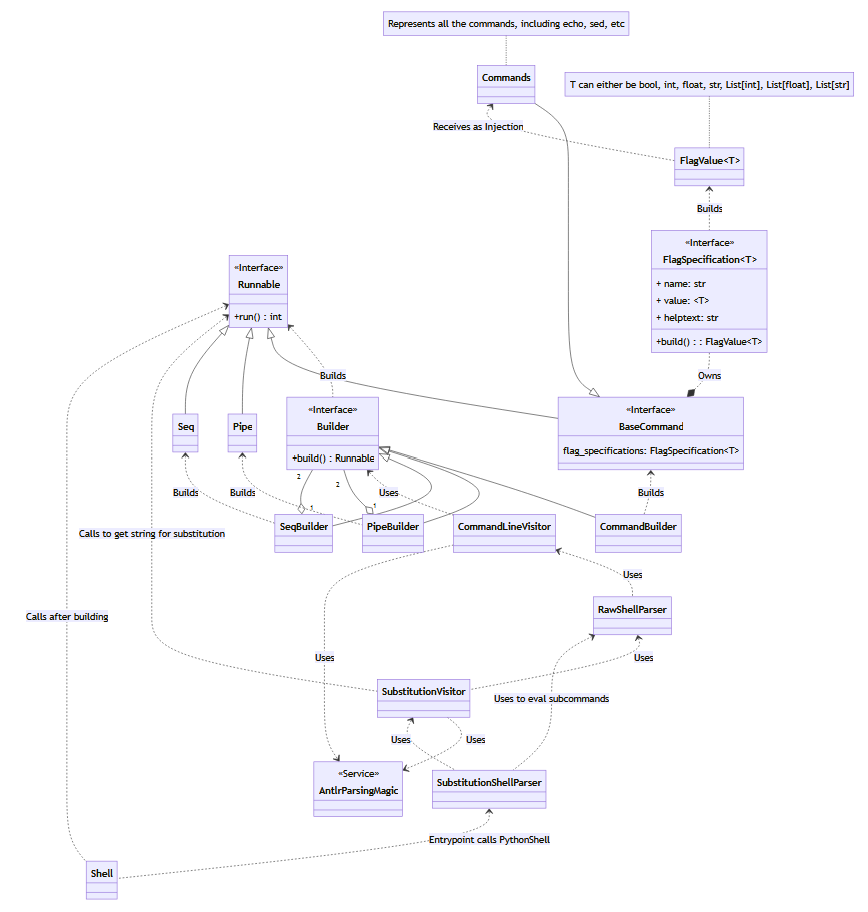 Represents all the commands, including echo, sed, etc
Commands
T can either be bool, int, float, str, List[int], List[float], List[str]
Receives as Injection
FlagValue<T>
Builds
«Interface»
FlagSpecification<T>
+ name: str
+ value: <T>
+ helptext: str
+build() : : FlagValue<T>
«Interface»
Runnable
+run() : int
Builds
Owns
«Interface»
Builder
+build() : Runnable
«Interface»
BaseCommand
flag_specifications: FlagSpecification<T>
Seq
Pipe
2
2
1
1
Builds
Builds
Uses
Builds
SeqBuilder
PipeBuilder
CommandLineVisitor
CommandBuilder
Calls to get string for substitution
Uses
RawShellParser
Calls after building
Uses
Uses
SubstitutionVisitor
Uses to eval subcommands
Uses
Uses
«Service»
AntlrParsingMagic
SubstitutionShellParser
Entrypoint calls PythonShell
Shell